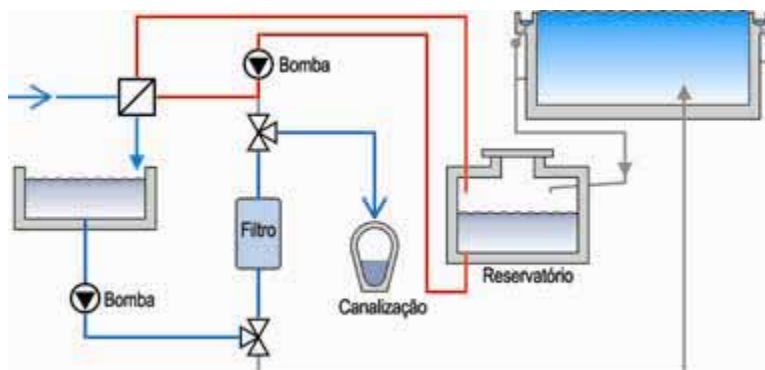 Bomba
Filtro
Reservatório
Bomba
Canalização